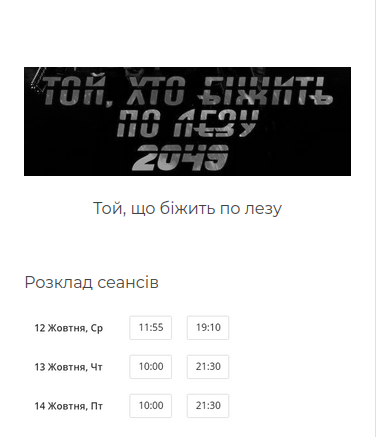 ТОЙ, ХТО БІЖИТЬ
ПО ЛЕЗУ
2049
Той, що біжить по лезу
Розклад сеансів
12 Жовтня, Ср 11:55 19:10
13 Жовтня, Чт 10:00 21:30
14 Жовтня, Пт 10:00 21:30